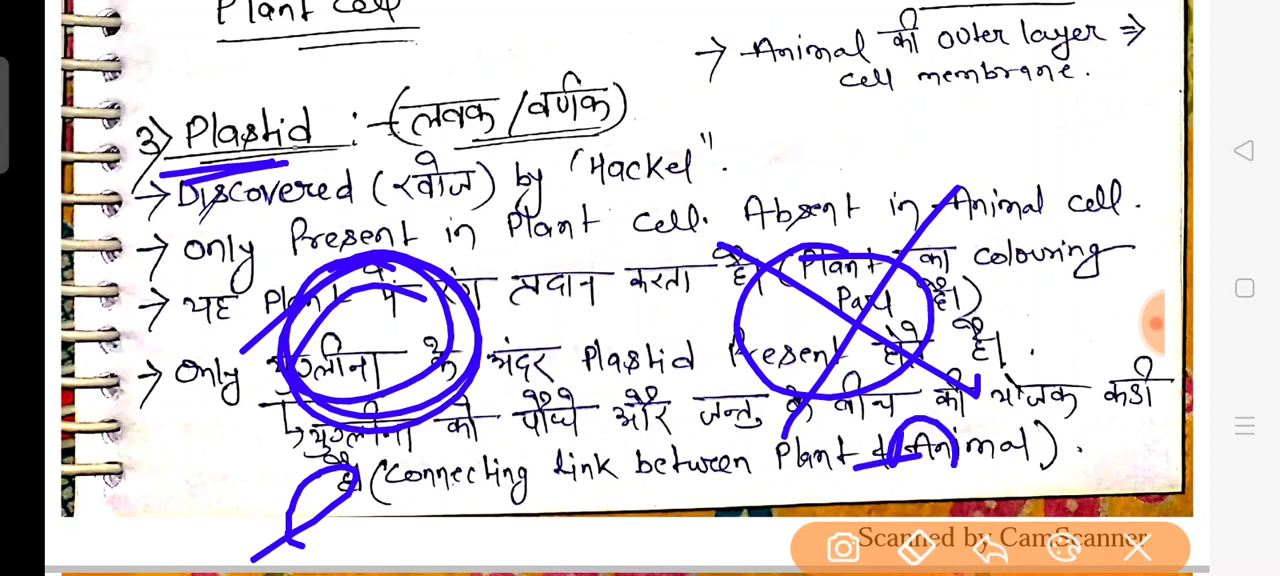 Plant Cell
→ Animal की outer layer ⇒
cell membrane.
3) Plastid :- (लवक / वर्णक)
→ Discovered (खोज) by "Hackel".
→ Only Present in Plant Cell. Absent in Animal cell.
→ यह Plant में रंग प्रदान करता है। (Plant का colouring
Part है।)
→ Only युग्लीना के अंदर Plastid Present होते है।.
↳ युग्लीना को पौधे और जन्तु के बीच की योजक कडी
है। (Connecting link between Plant & Animal).
Scanned by CamScanner